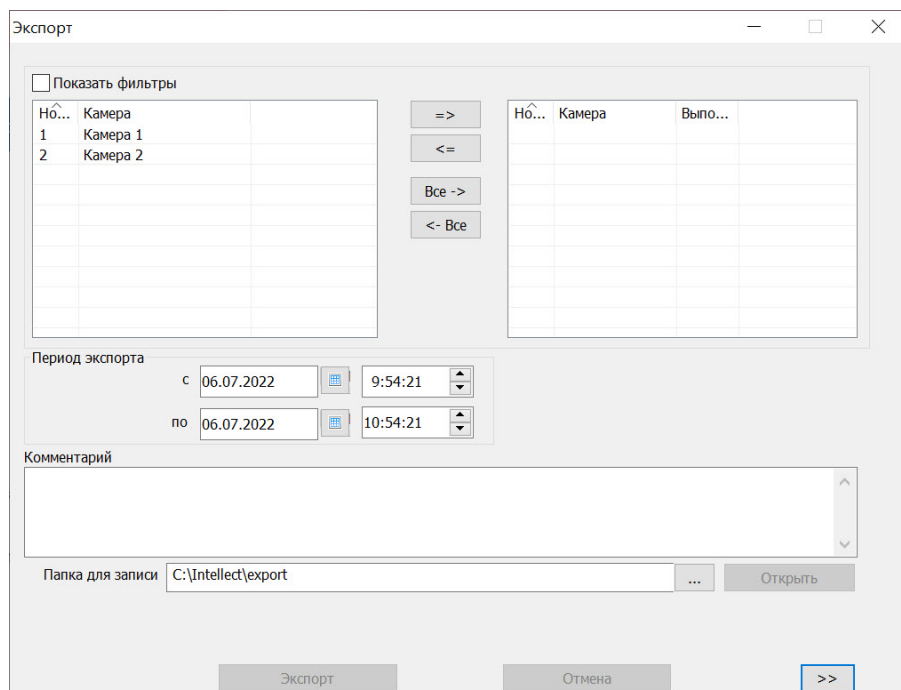 Экспорт
Показать фильтры
Но... Камера
1 Камера 1
2 Камера 2
=>
<=
Все ->
<- Все
Но... Камера Выпо...
Период экспорта
с 06.07.2022 9:54:21
по 06.07.2022 10:54:21
Комментарий
Папка для записи C:\Intellect\export ... Открыть
Экспорт Отмена >>